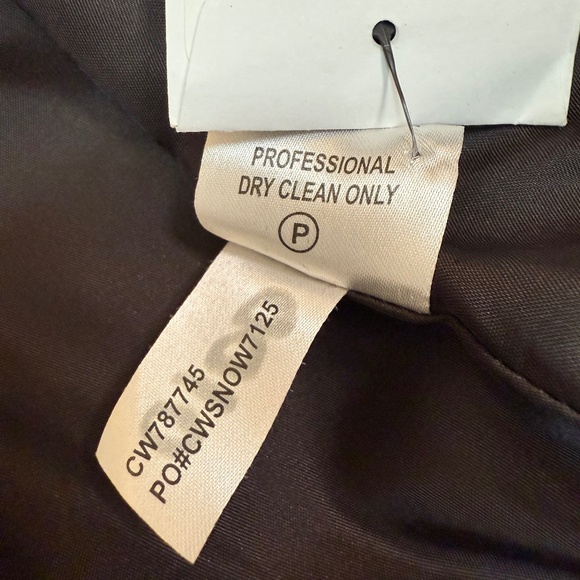 PROFESSIONAL
DRY CLEAN ONLY
P
CW787745
PO#CWSNOW7125